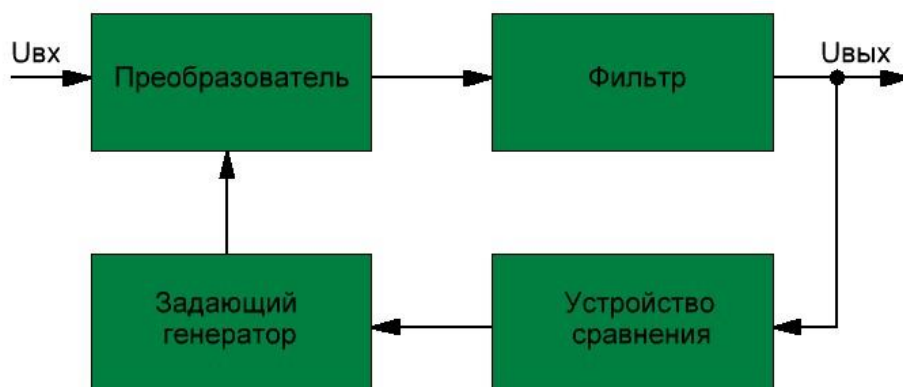 Uвх
Преобразователь
Фильтр
Uвых
Задающий
генератор
Устройство
сравнения